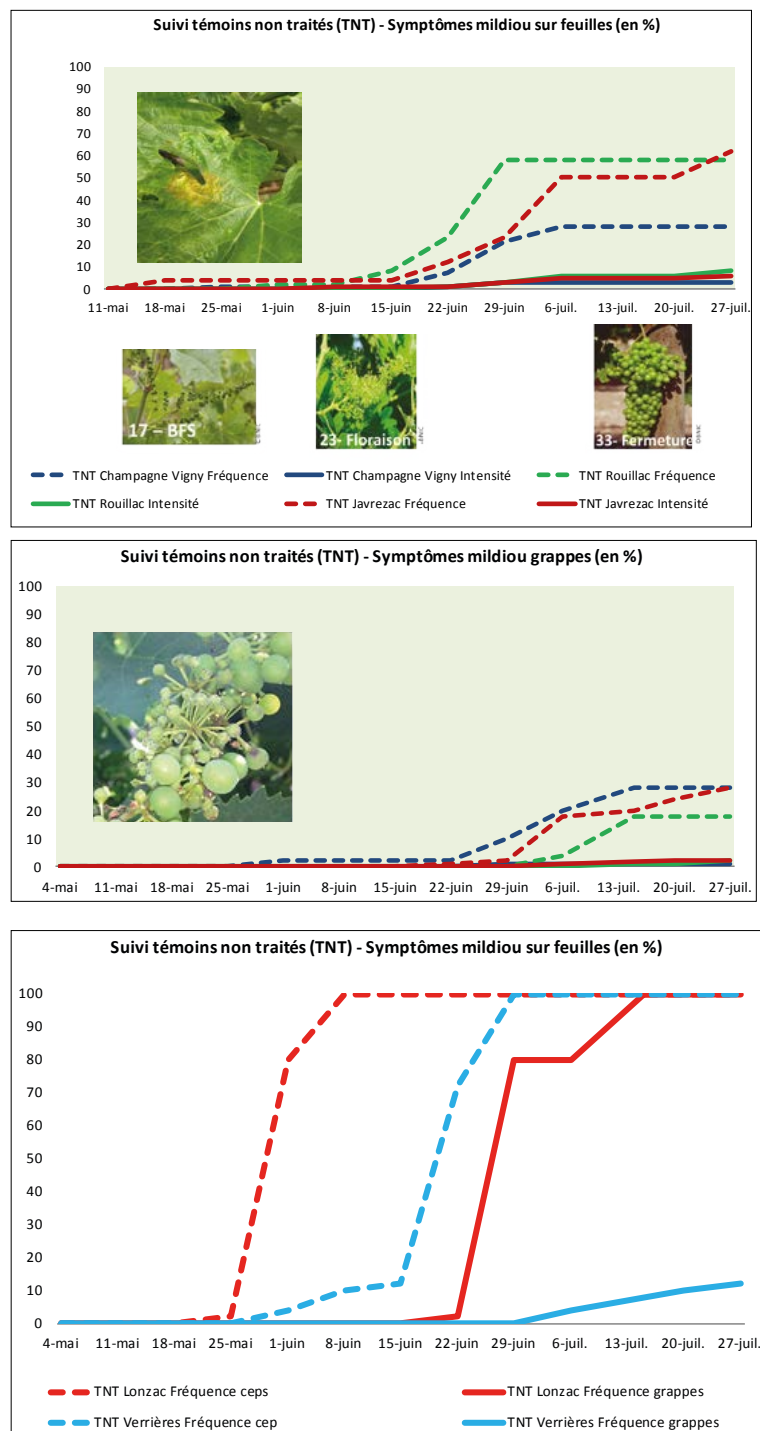 Suivi témoins non traités (TNT) - Symptômes mildiou sur feuilles (en %)
100
90
80
70
60
50
40
30
20
10
0
11-mai 18-mai 25-mai 1-juin 8-juin 15-juin 22-juin 29-juin 6-juil. 13-juil. 20-juil. 27-juil.
17 – BFS
23- Floraison
33- Fermeture
TNT Champagne Vigny Fréquence TNT Champagne Vigny Intensité TNT Rouillac Fréquence
TNT Rouillac Intensité TNT Javrezac Fréquence TNT Javrezac Intensité
Suivi témoins non traités (TNT) - Symptômes mildiou grappes (en %)
100
90
80
70
60
50
40
30
20
10
0
4-mai 11-mai 18-mai 25-mai 1-juin 8-juin 15-juin 22-juin 29-juin 6-juil. 13-juil. 20-juil. 27-juil.
Suivi témoins non traités (TNT) - Symptômes mildiou sur feuilles (en %)
100
90
80
70
60
50
40
30
20
10
0
4-mai 11-mai 18-mai 25-mai 1-juin 8-juin 15-juin 22-juin 29-juin 6-juil. 13-juil. 20-juil. 27-juil.
TNT Lonzac Fréquence ceps TNT Lonzac Fréquence grappes
TNT Verrières Fréquence cep TNT Verrières Fréquence grappes